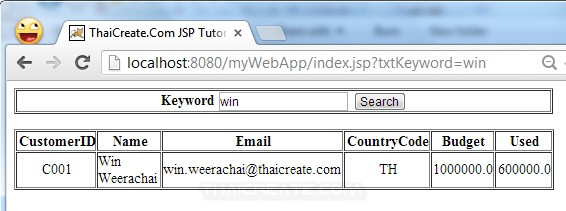 ThaiCreate.Com JSP Tutor
localhost:8080/myWebApp/index.jsp?txtKeyword=win
Keyword win Search
CustomerID Name Email CountryCode Budget Used
C001 Win Weerachai win.weerachai@thaicreate.com TH 1000000.0 600000.0
THAICREATE.COM